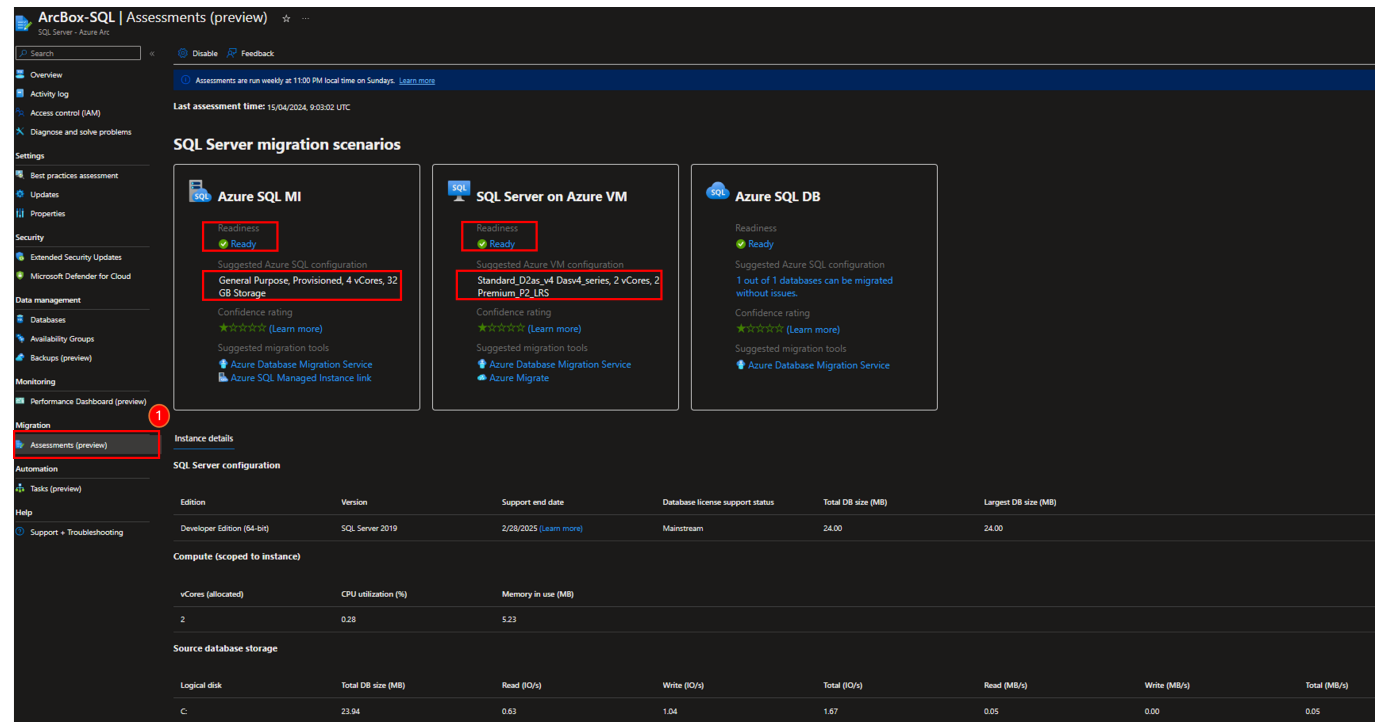 ArcBox-SQL | Assessments (preview) ☆ ...
SQL Server - Azure Arc
Search «
Disable Feedback
Overview
Activity log
Access control (IAM)
Diagnose and solve problems
Settings
Best practices assessment
Updates
Properties
Security
Extended Security Updates
Microsoft Defender for Cloud
Data management
Databases
Availability Groups
Backups (preview)
Monitoring
Performance Dashboard (preview)
1
Migration
Assessments (preview)
Automation
Tasks (preview)
Help
Support + Troubleshooting
Assessments are run weekly at 11:00 PM local time on Sundays. Learn more
Last assessment time: 15/04/2024, 9:03:02 UTC
SQL Server migration scenarios
SQL Azure SQL MI
Readiness
Ready
Suggested Azure SQL configuration
General Purpose, Provisioned, 4 vCores, 32
GB Storage
Confidence rating
★☆☆☆☆ (Learn more)
Suggested migration tools
Azure Database Migration Service
Azure SQL Managed Instance link
SQL SQL Server on Azure VM
Readiness
Ready
Suggested Azure VM configuration
Standard_D2as_v4 Dasv4_series, 2 vCores, 2
Premium_P2_LRS
Confidence rating
★☆☆☆☆ (Learn more)
Suggested migration tools
Azure Database Migration Service
Azure Migrate
SQL Azure SQL DB
Readiness
Ready
Suggested Azure SQL configuration
1 out of 1 databases can be migrated
without issues.
Confidence rating
★☆☆☆☆ (Learn more)
Suggested migration tools
Azure Database Migration Service
Instance details
SQL Server configuration
Edition Version Support end date Database license support status Total DB size (MB) Largest DB size (MB)
Developer Edition (64-bit) SQL Server 2019 2/28/2025 (Learn more) Mainstream 24.00 24.00
Compute (scoped to instance)
vCores (allocated) CPU utilization (%) Memory in use (MB)
2 0.28 5.23
Source database storage
Logical disk Total DB size (MB) Read (IO/s) Write (IO/s) Total (IO/s) Read (MB/s) Write (MB/s) Total (MB/s)
C: 23.94 0.63 1.04 1.67 0.05 0.00 0.05